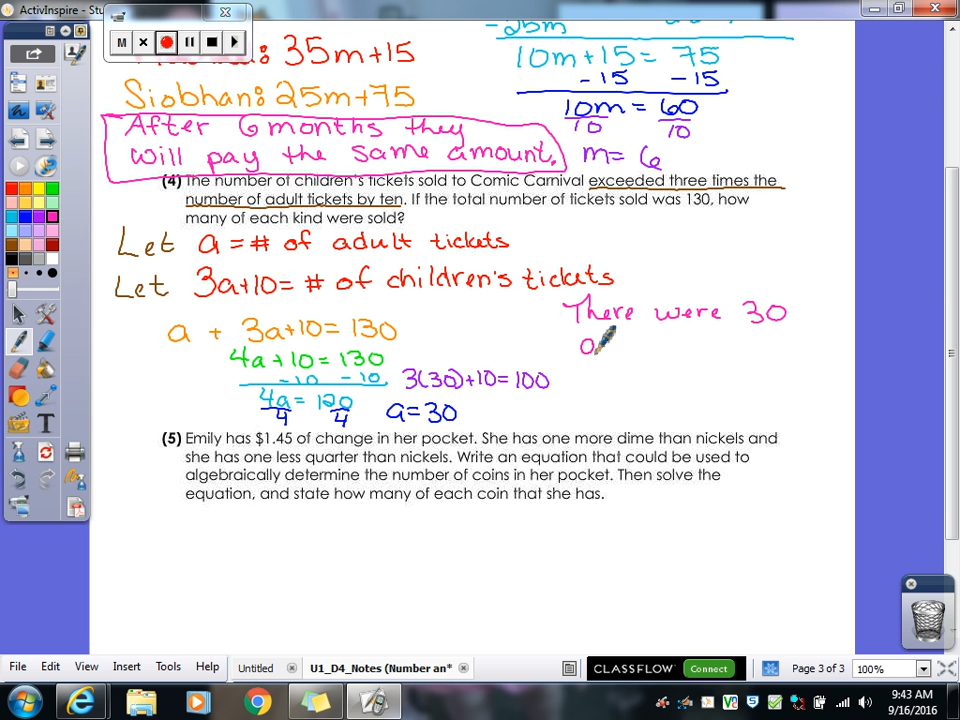 ActivInspire - Stu
-25m
: 35m+15
10m+15 = 75
-15 -15
Siobhan: 25m+75
10m = 60
10 10
After 6 months they
will pay the same amount.
m = 6
(4) The number of children's tickets sold to Comic Carnival exceeded three times the
number of adult tickets by ten. If the total number of tickets sold was 130, how
many of each kind were sold?
Let a = # of adult tickets
Let 3a+10 = # of children's tickets
There were 30
a + 3a+10 = 130
4a+10 = 130
-10 -10
3(30)+10 = 100
4a = 120
4 4
a = 30
(5) Emily has $1.45 of change in her pocket. She has one more dime than nickels and
she has one less quarter than nickels. Write an equation that could be used to
algebraically determine the number of coins in her pocket. Then solve the
equation, and state how many of each coin that she has.
File Edit View Insert Tools Help
Untitled
U1_D4_Notes (Number an*
CLASSFLOW Connect
Page 3 of 3
100%
9:43 AM
9/16/2016